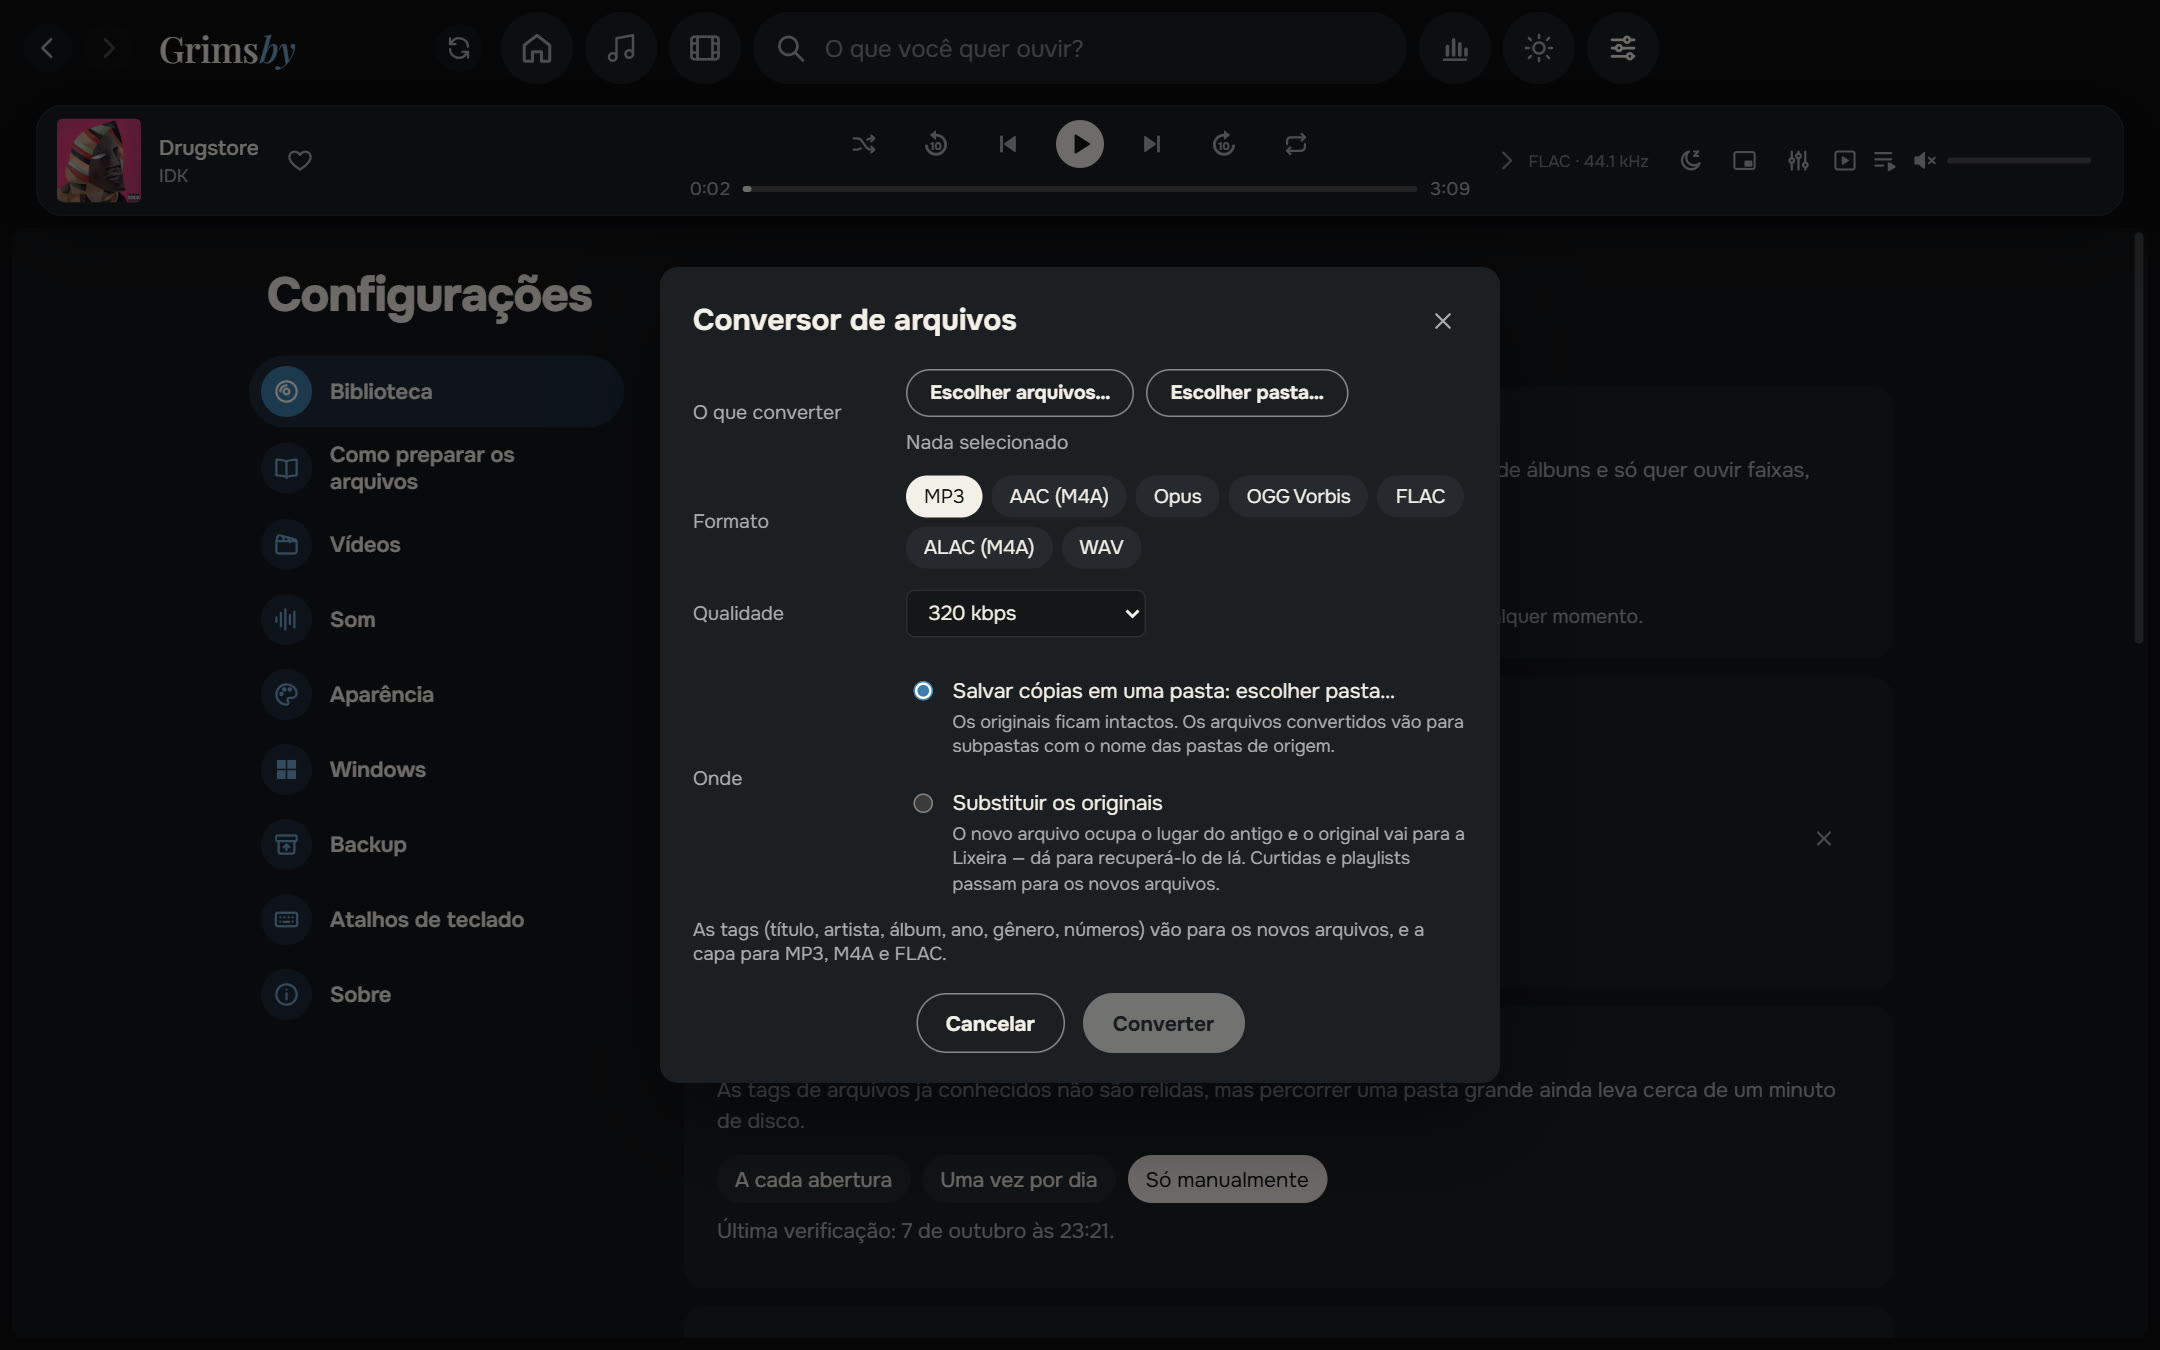 Grimsby
O que você quer ouvir?
Drugstore
IDK
10
10
0:02
3:09
FLAC · 44.1 kHz
Configurações
Biblioteca
Como preparar os
arquivos
Vídeos
Som
Aparência
Windows
Backup
Atalhos de teclado
Sobre
Conversor de arquivos
O que converter
Escolher arquivos...
Escolher pasta...
Nada selecionado
Formato
MP3
AAC (M4A)
Opus
OGG Vorbis
FLAC
ALAC (M4A)
WAV
Qualidade
320 kbps
Onde
Salvar cópias em uma pasta: escolher pasta...
Os originais ficam intactos. Os arquivos convertidos vão para
subpastas com o nome das pastas de origem.
Substituir os originais
O novo arquivo ocupa o lugar do antigo e o original vai para a
Lixeira — dá para recuperá-lo de lá. Curtidas e playlists
passam para os novos arquivos.
As tags (título, artista, álbum, ano, gênero, números) vão para os novos arquivos, e a
capa para MP3, M4A e FLAC.
Cancelar
Converter
de álbuns e só quer ouvir faixas,
lquer momento.
As tags de arquivos já conhecidos não são relidas, mas percorrer uma pasta grande ainda leva cerca de um minuto
de disco.
A cada abertura
Uma vez por dia
Só manualmente
Última verificação: 7 de outubro às 23:21.